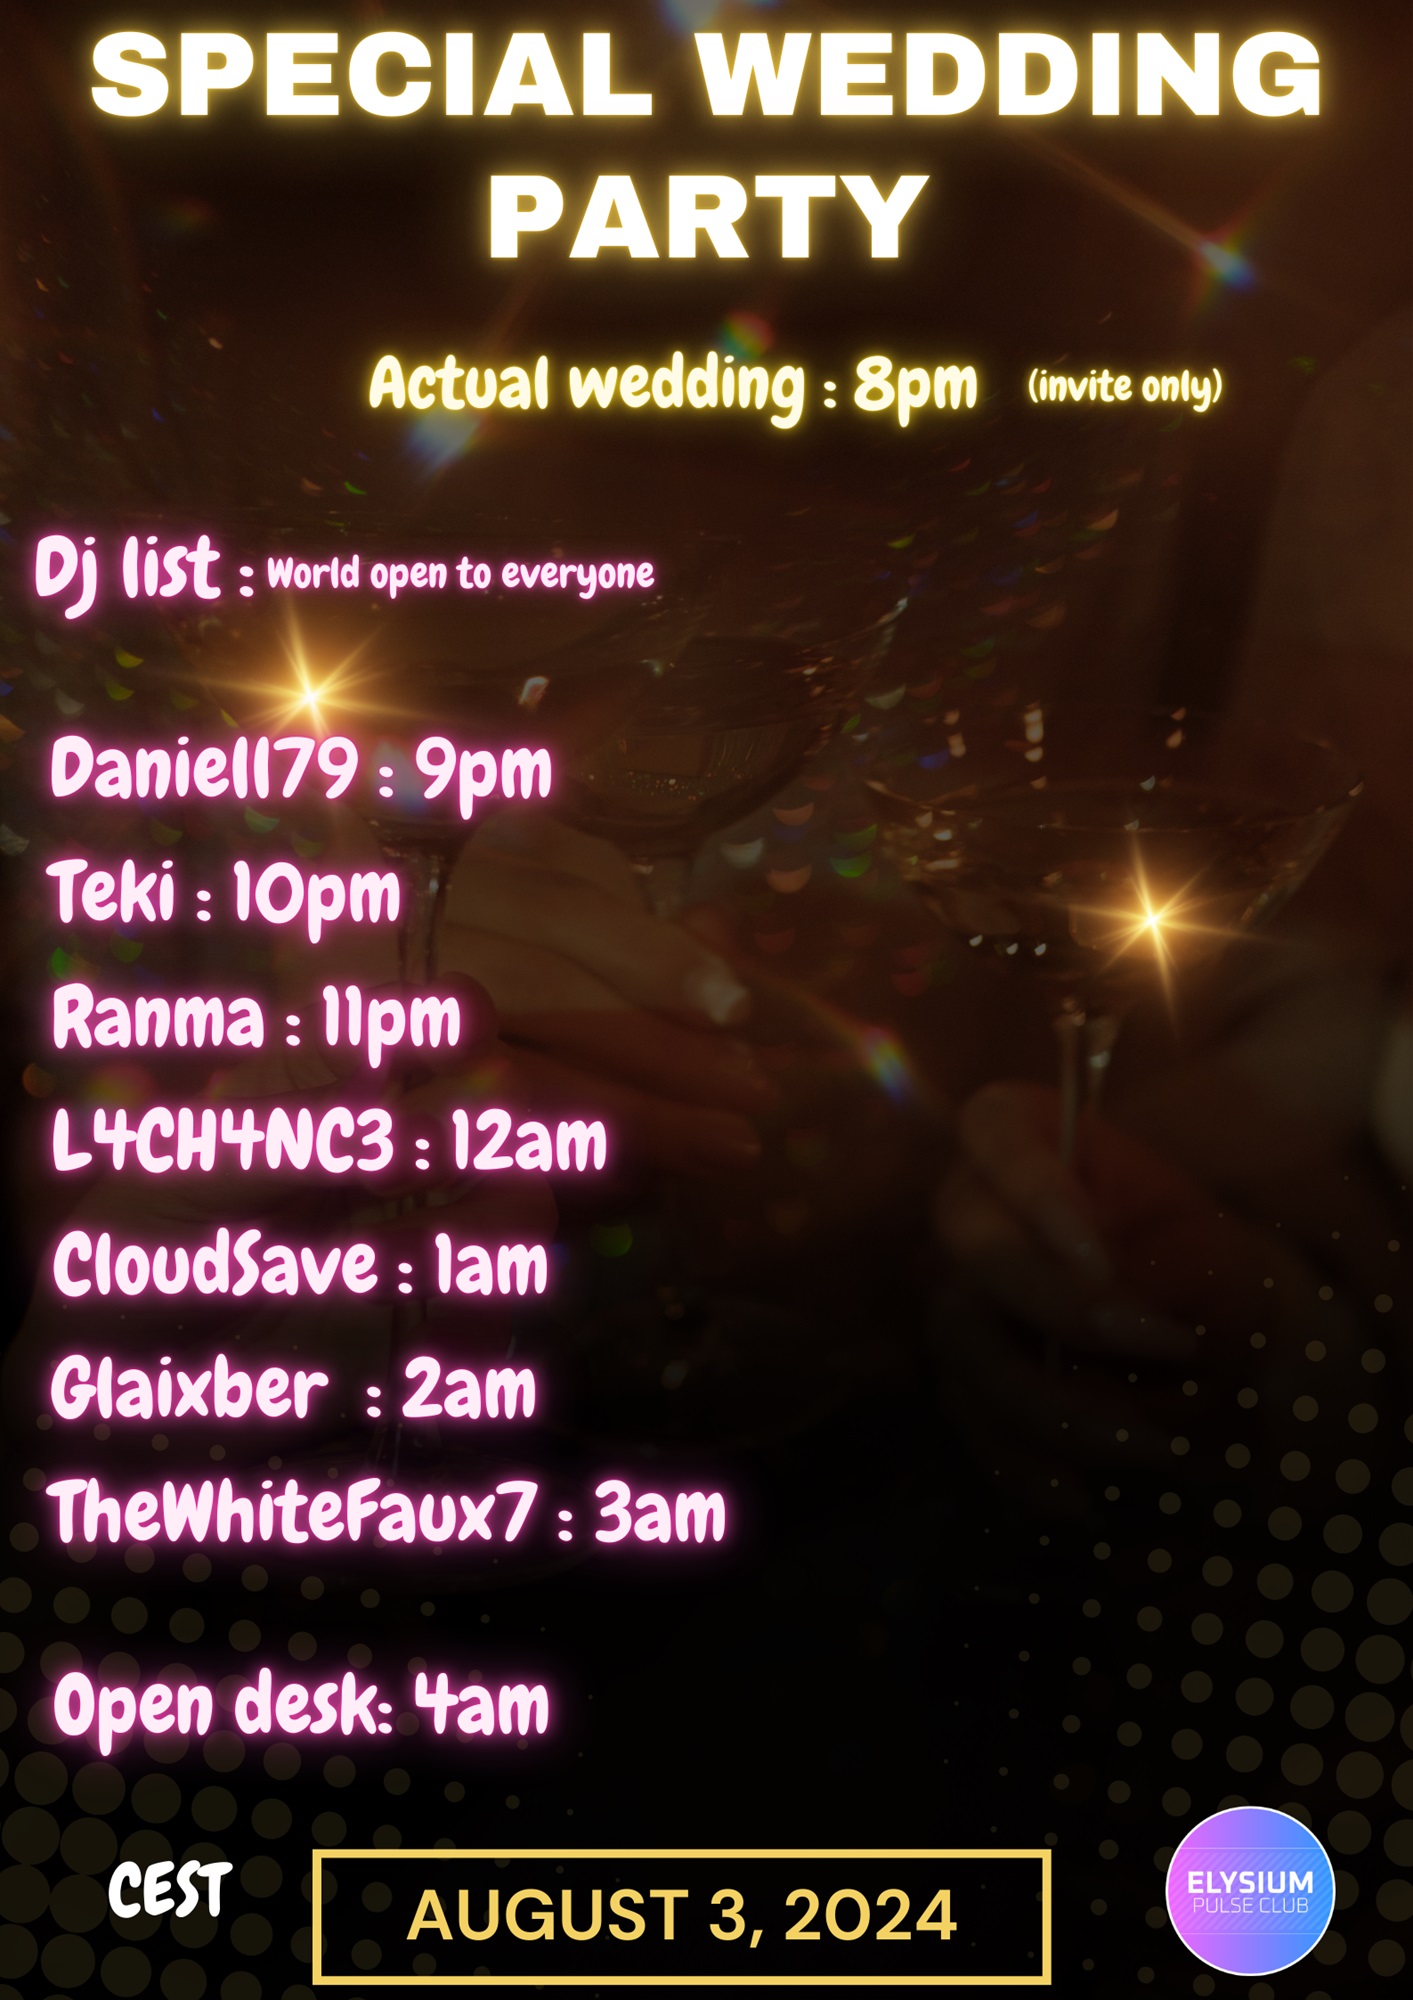 SPECIAL WEDDING
PARTY
Actual wedding : 8pm (invite only)
Dj list : World open to everyone
Daniell79 : 9pm
Teki : 10pm
Ranma : 11pm
L4CH4NC3 : 12am
CloudSave : 1am
Glaixber : 2am
TheWhiteFaux7 : 3am
Open desk: 4am
CEST
AUGUST 3, 2024
ELYSIUM
PULSE CLUB